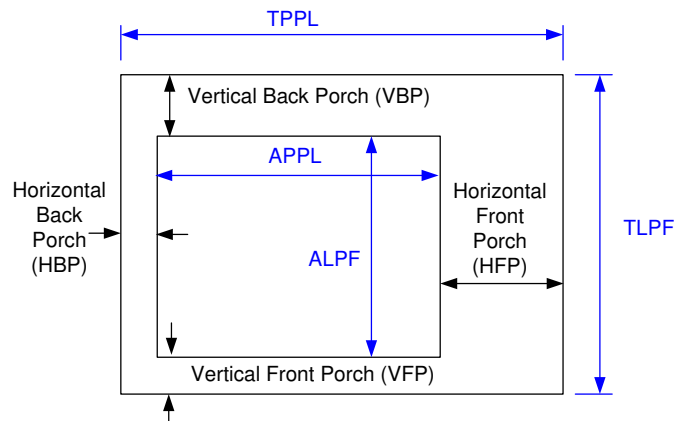 TPPL
Vertical Back Porch (VBP)
APPL
Horizontal
Back
Porch
(HBP)
Horizontal
Front
Porch
(HFP)
TLPF
ALPF
Vertical Front Porch (VFP)